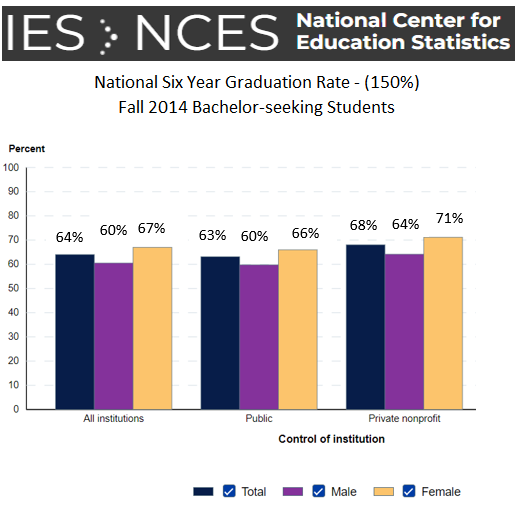 IES NCES National Center for
Education Statistics
National Six Year Graduation Rate - (150%)
Fall 2014 Bachelor-seeking Students
Percent
100
90
80
70
60
50
40
30
20
10
0
64% 60% 67% 63% 60% 66% 68% 64% 71%
All institutions Public Private nonprofit
Control of institution
Total Male Female